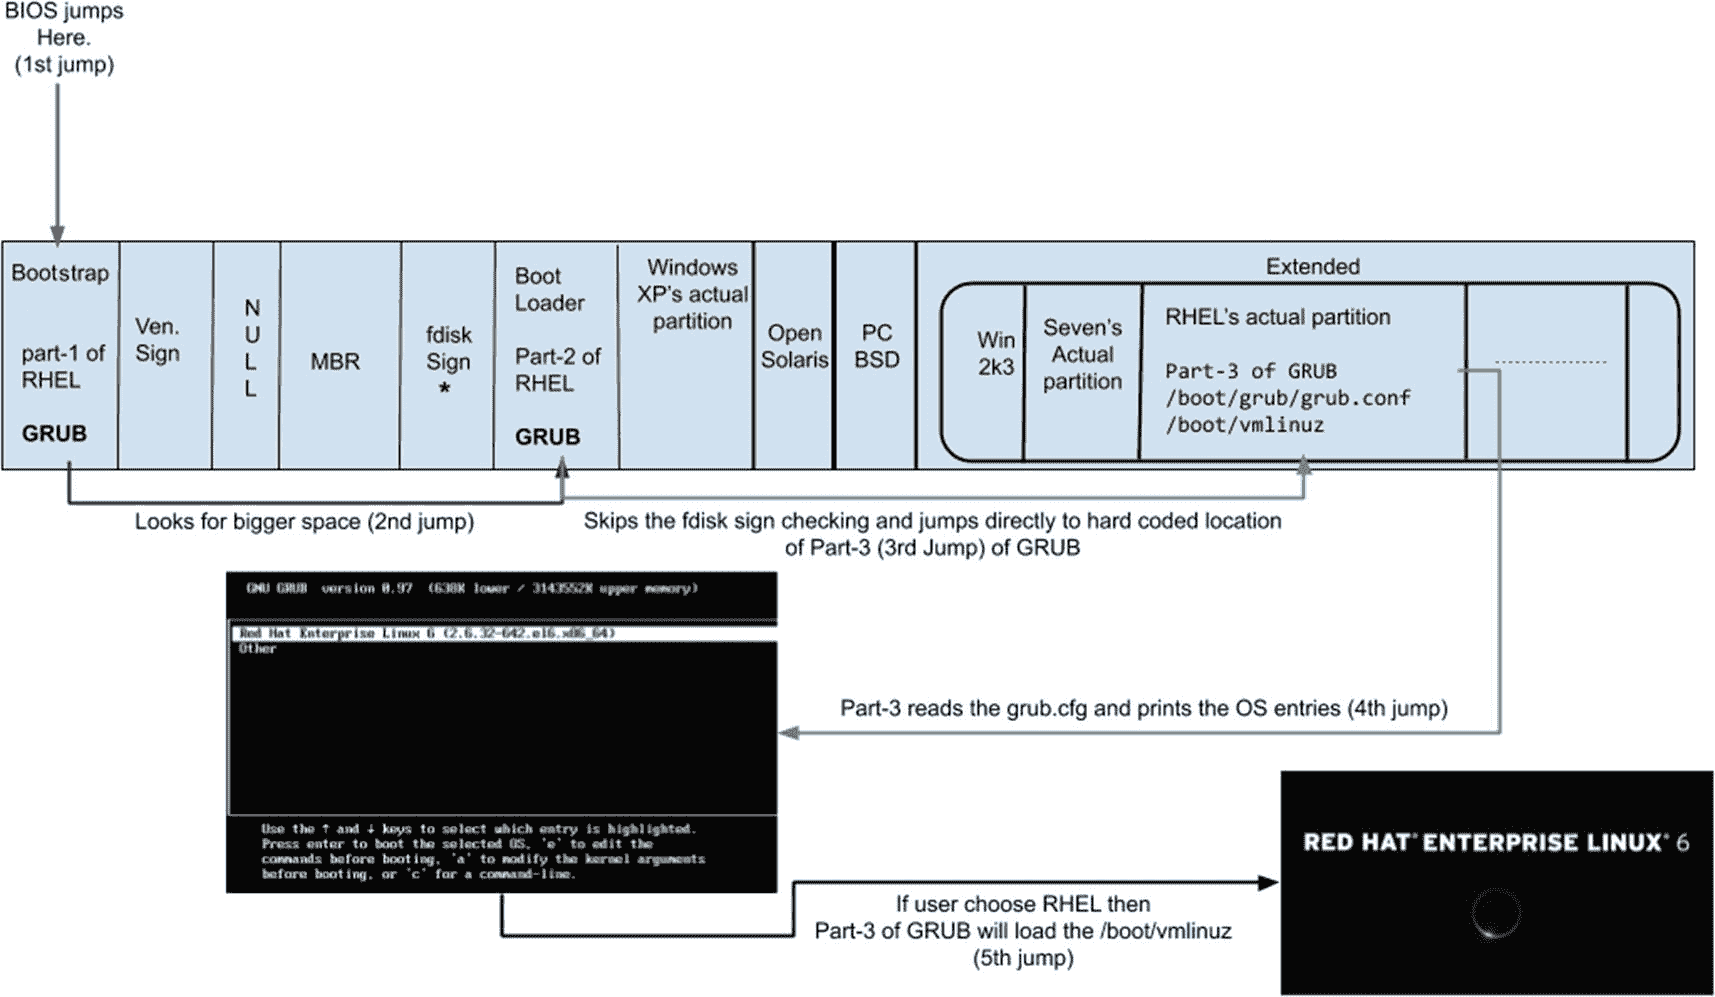 BIOS jumps
Here.
(1st jump)
Bootstrap
part-1 of
RHEL
GRUB
Ven.
Sign
N
U
L
L
MBR
fdisk
Sign
*
Boot
Loader
Part-2 of
RHEL
GRUB
Windows
XP's actual
partition
Open
Solaris
PC
BSD
Extended
Win
2k3
Seven's
Actual
partition
RHEL's actual partition
Part-3 of GRUB
/boot/grub/grub.conf
/boot/vmlinuz
Looks for bigger space (2nd jump)
Skips the fdisk sign checking and jumps directly to hard coded location
of Part-3 (3rd Jump) of GRUB
GNU GRUB version 0.97 (638K lower / 3143552K upper memory)
Red Hat Enterprise Linux 6 (2.6.32-642.el6.x86_64)
Other
Use the ↑ and ↓ keys to select which entry is highlighted.
Press enter to boot the selected OS, 'e' to edit the
commands before booting, 'a' to modify the kernel arguments
before booting, or 'c' for a command-line.
Part-3 reads the grub.cfg and prints the OS entries (4th jump)
If user choose RHEL then
Part-3 of GRUB will load the /boot/vmlinuz
(5th jump)
RED HAT® ENTERPRISE LINUX® 6